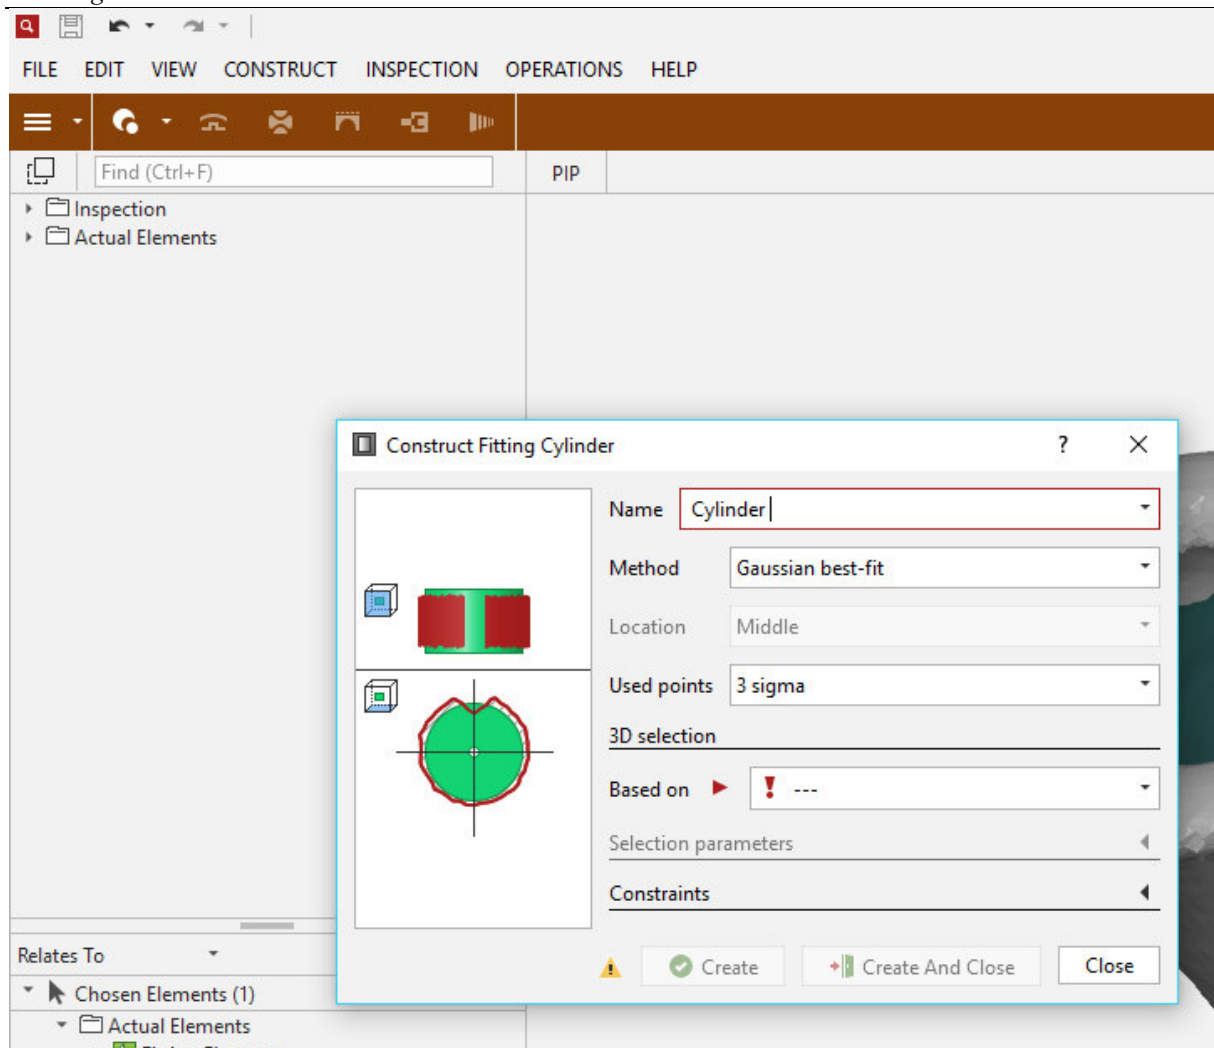 FILE EDIT VIEW CONSTRUCT INSPECTION OPERATIONS HELP
Find (Ctrl+F)
PIP
Inspection
Actual Elements
Construct Fitting Cylinder ?
Name Cylinder
Method Gaussian best-fit
Location Middle
Used points 3 sigma
3D selection
Based on ! ---
Selection parameters
Constraints
Create Create And Close Close
Relates To
Chosen Elements (1)
Actual Elements